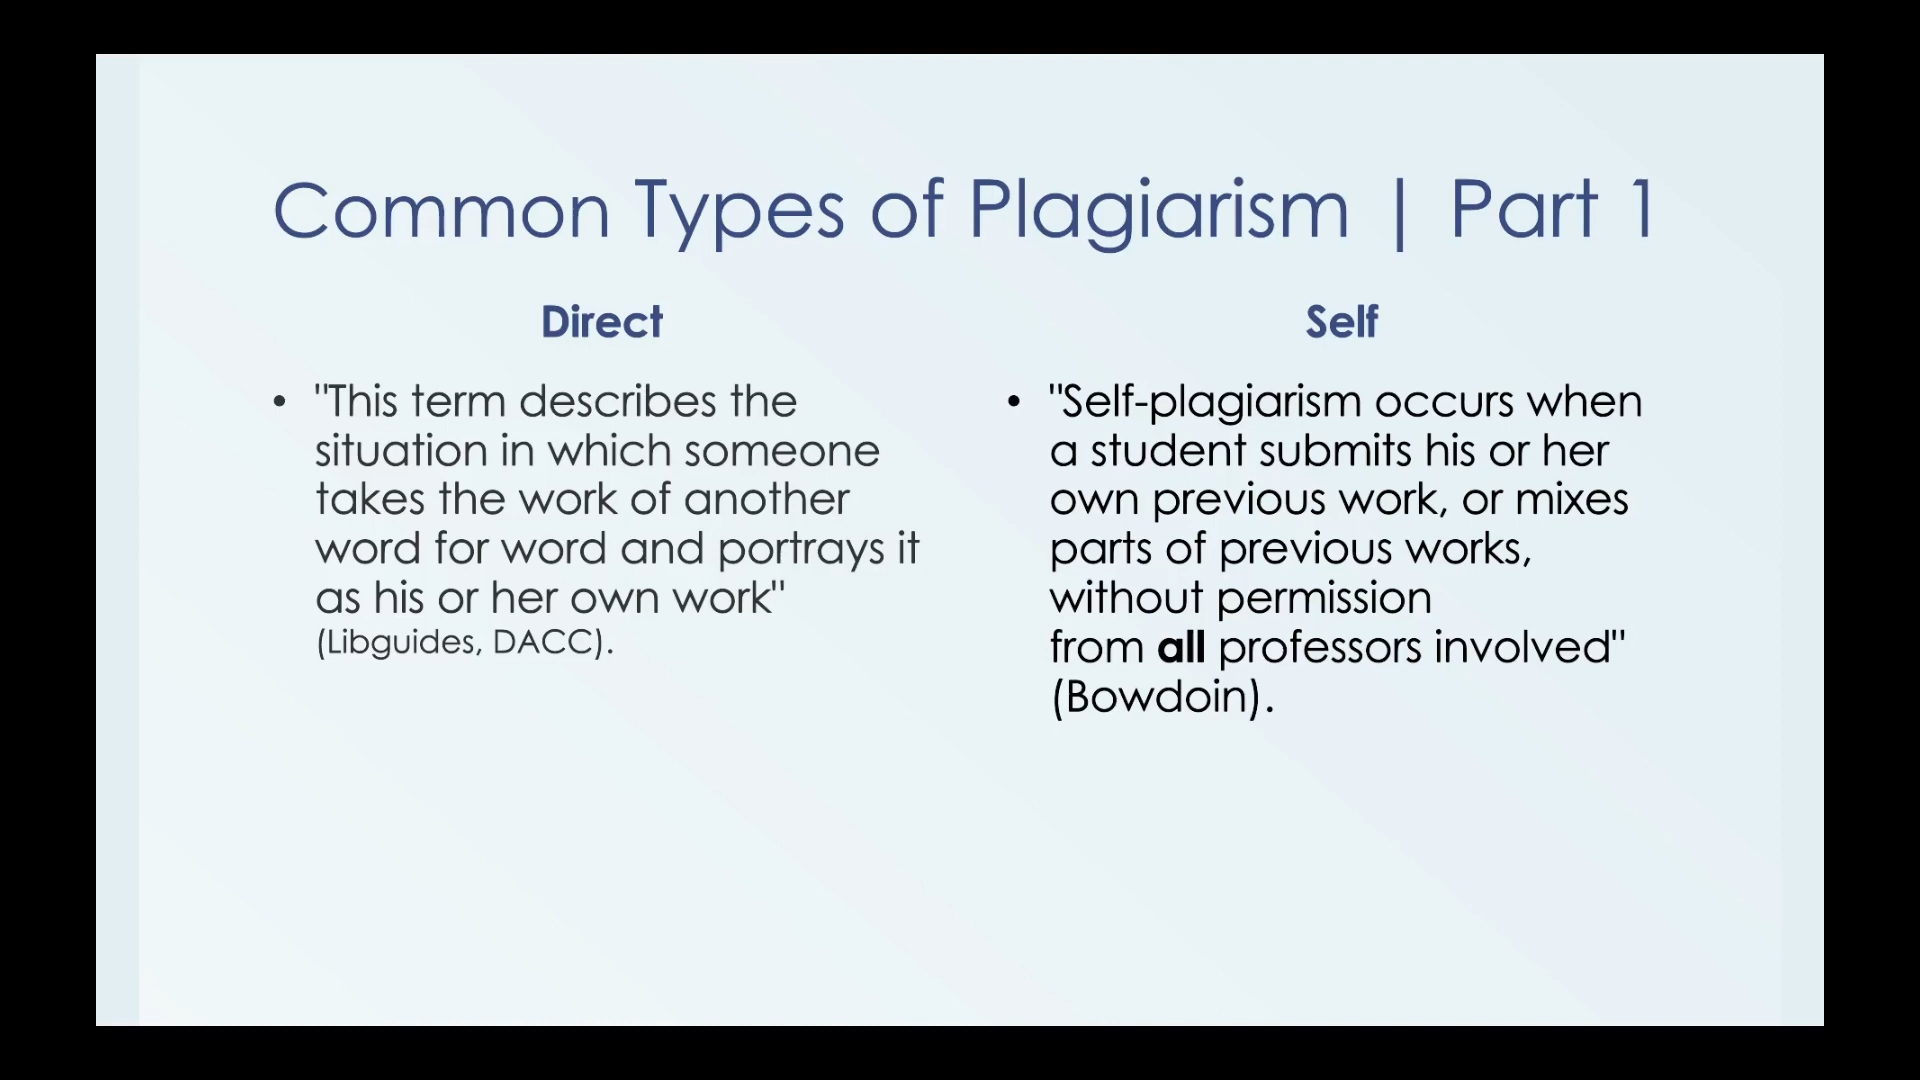 Common Types of Plagiarism | Part 1
Direct
• "This term describes the
situation in which someone
takes the work of another
word for word and portrays it
as his or her own work"
(Libguides, DACC).
Self
• "Self-plagiarism occurs when
a student submits his or her
own previous work, or mixes
parts of previous works,
without permission
from all professors involved"
(Bowdoin).